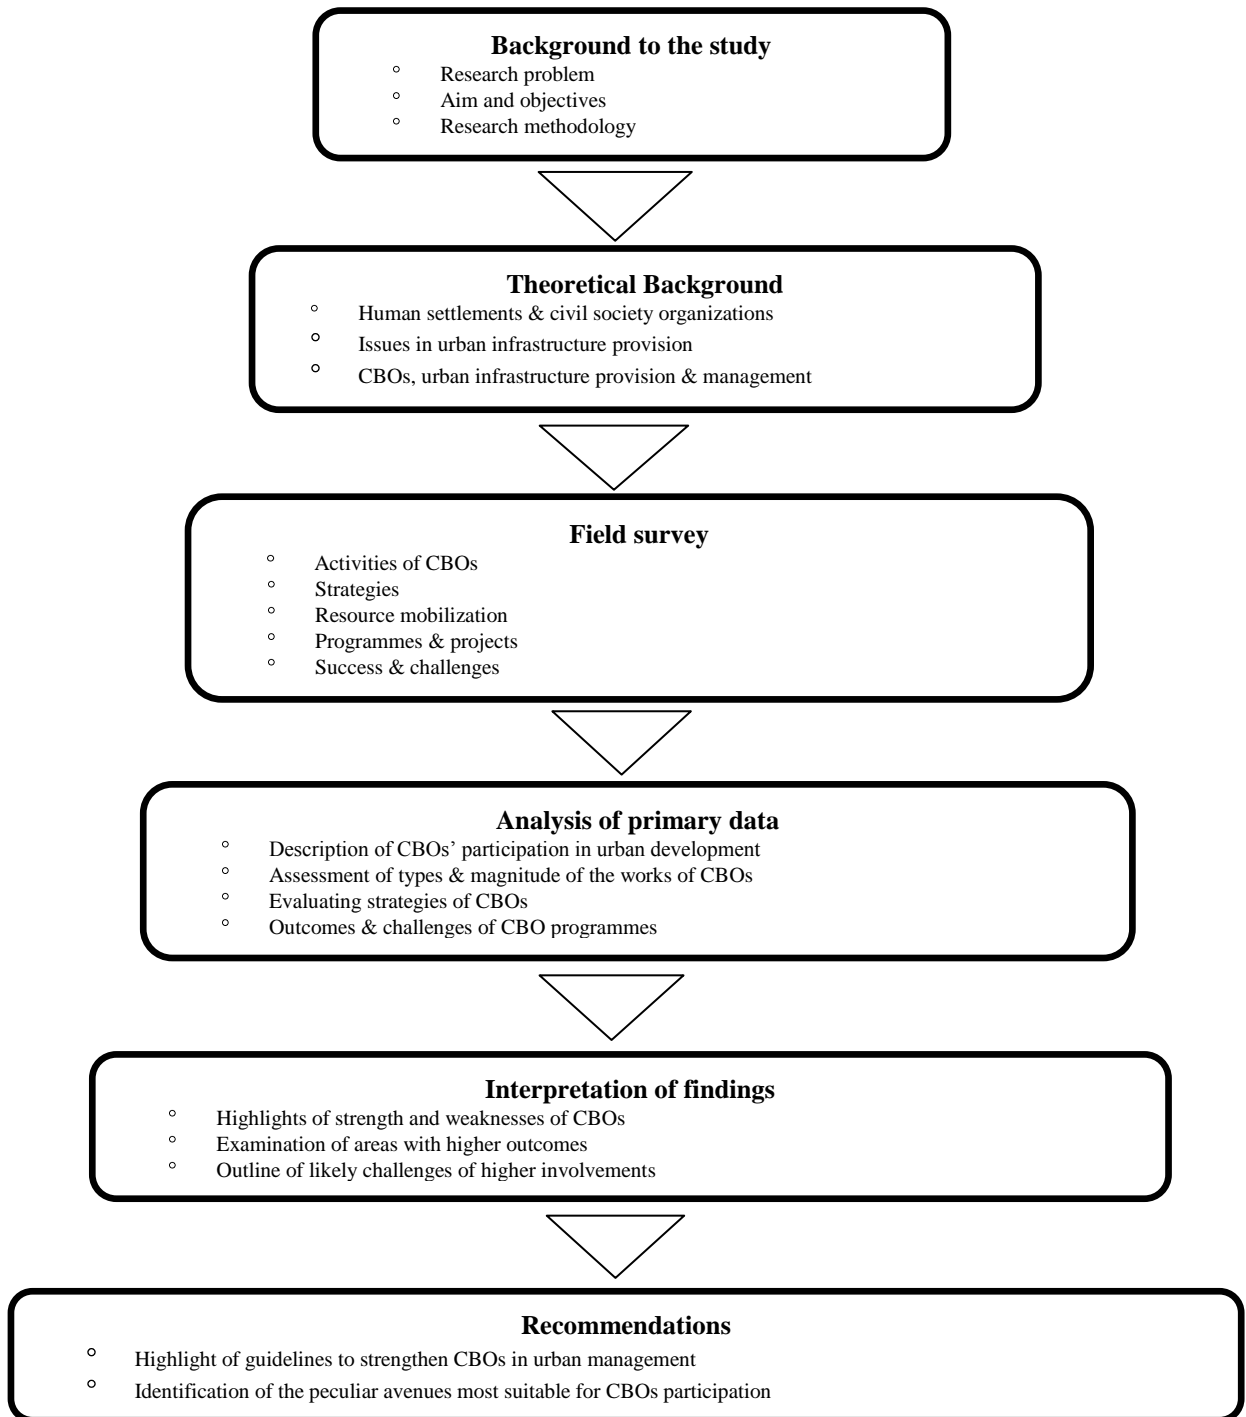 Background to the study
° Research problem
° Aim and objectives
° Research methodology
Theoretical Background
° Human settlements & civil society organizations
° Issues in urban infrastructure provision
° CBOs, urban infrastructure provision & management
Field survey
° Activities of CBOs
° Strategies
° Resource mobilization
° Programmes & projects
° Success & challenges
Analysis of primary data
° Description of CBOs’ participation in urban development
° Assessment of types & magnitude of the works of CBOs
° Evaluating strategies of CBOs
° Outcomes & challenges of CBO programmes
Interpretation of findings
° Highlights of strength and weaknesses of CBOs
° Examination of areas with higher outcomes
° Outline of likely challenges of higher involvements
Recommendations
° Highlight of guidelines to strengthen CBOs in urban management
° Identification of the peculiar avenues most suitable for CBOs participation